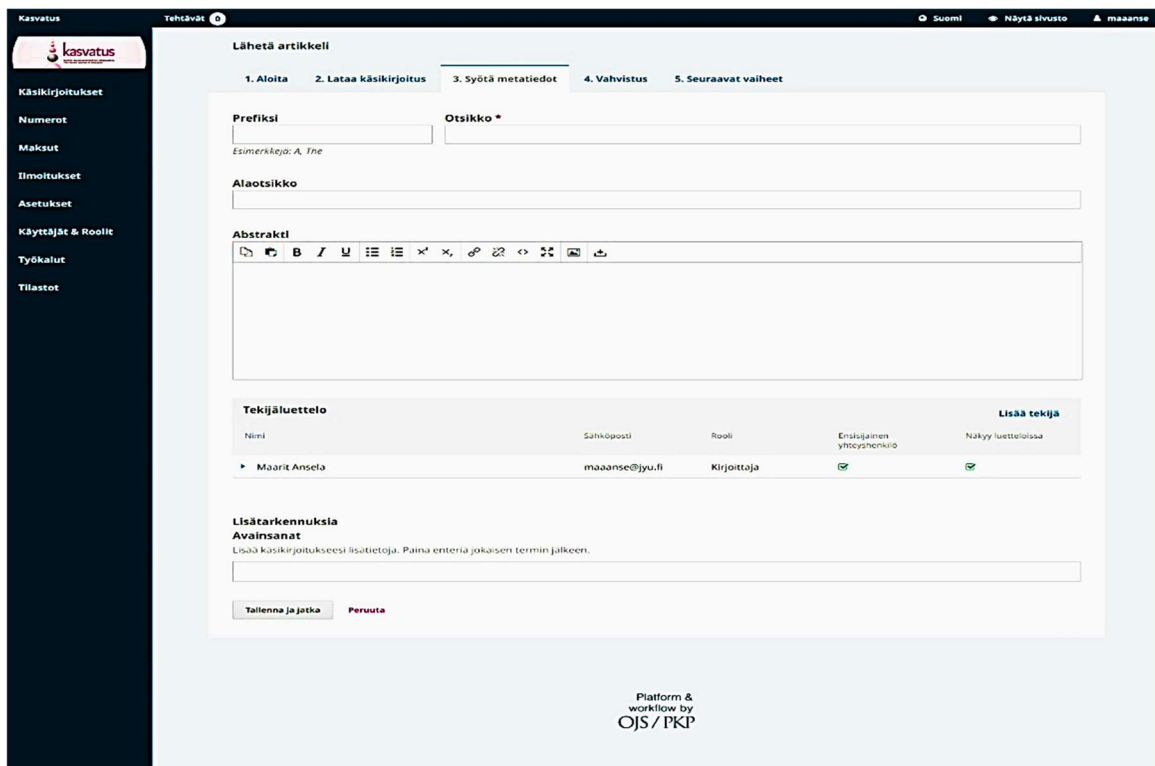 Kasvatus
Tehtävät 0
Suomi
Näytä sivusto
maaanse
kasvatus
Käsikirjoitukset
Numerot
Maksut
Ilmoitukset
Asetukset
Käyttäjät & Roolit
Työkalut
Tilastot
Lähetä artikkeli
1. Aloita
2. Lataa käsikirjoitus
3. Syötä metatiedot
4. Vahvistus
5. Seuraavat vaiheet
Prefiksi
Otsikko *
Esimerkkejä: A, The
Alaotsikko
Abstrakti
Tekijäluettelo
Lisää tekijä
Nimi
Sähköposti
Rooli
Ensisijainen
yhteyshenkilö
Näkyy luetteloissa
Maarit Ansela
maaanse@jyu.fi
Kirjoittaja
Lisätarkennuksia
Avainsanat
Lisää käsikirjoitukseesi lisätietoja. Paina enteriä jokaisen termin jälkeen.
Tallenna ja jatka
Peruuta
Platform &
workflow by
OJS / PKP